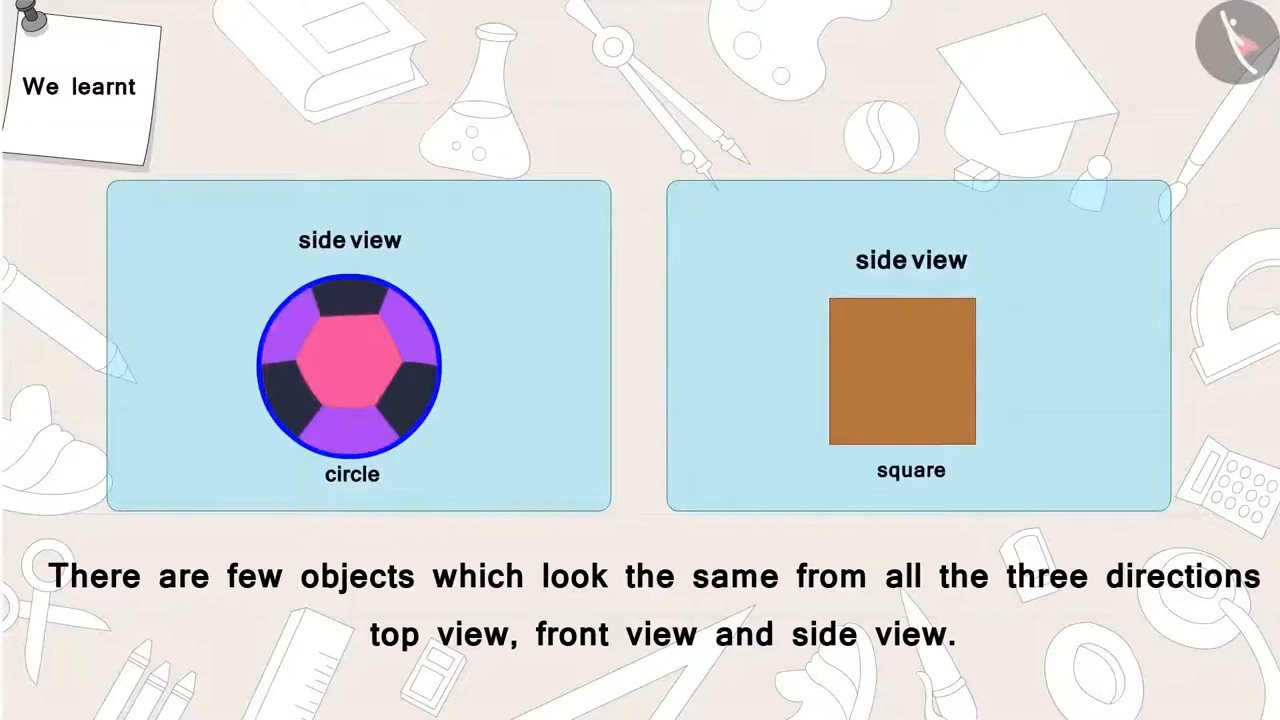 We learnt
side view
circle
side view
square
There are few objects which look the same from all the three directions
top view, front view and side view.